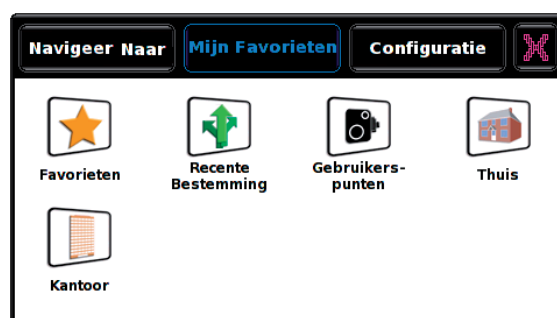 Navigeer Naar
Mijn Favorieten
Configuratie
Favorieten
Recente
Bestemming
Gebruikers-
punten
Thuis
Kantoor